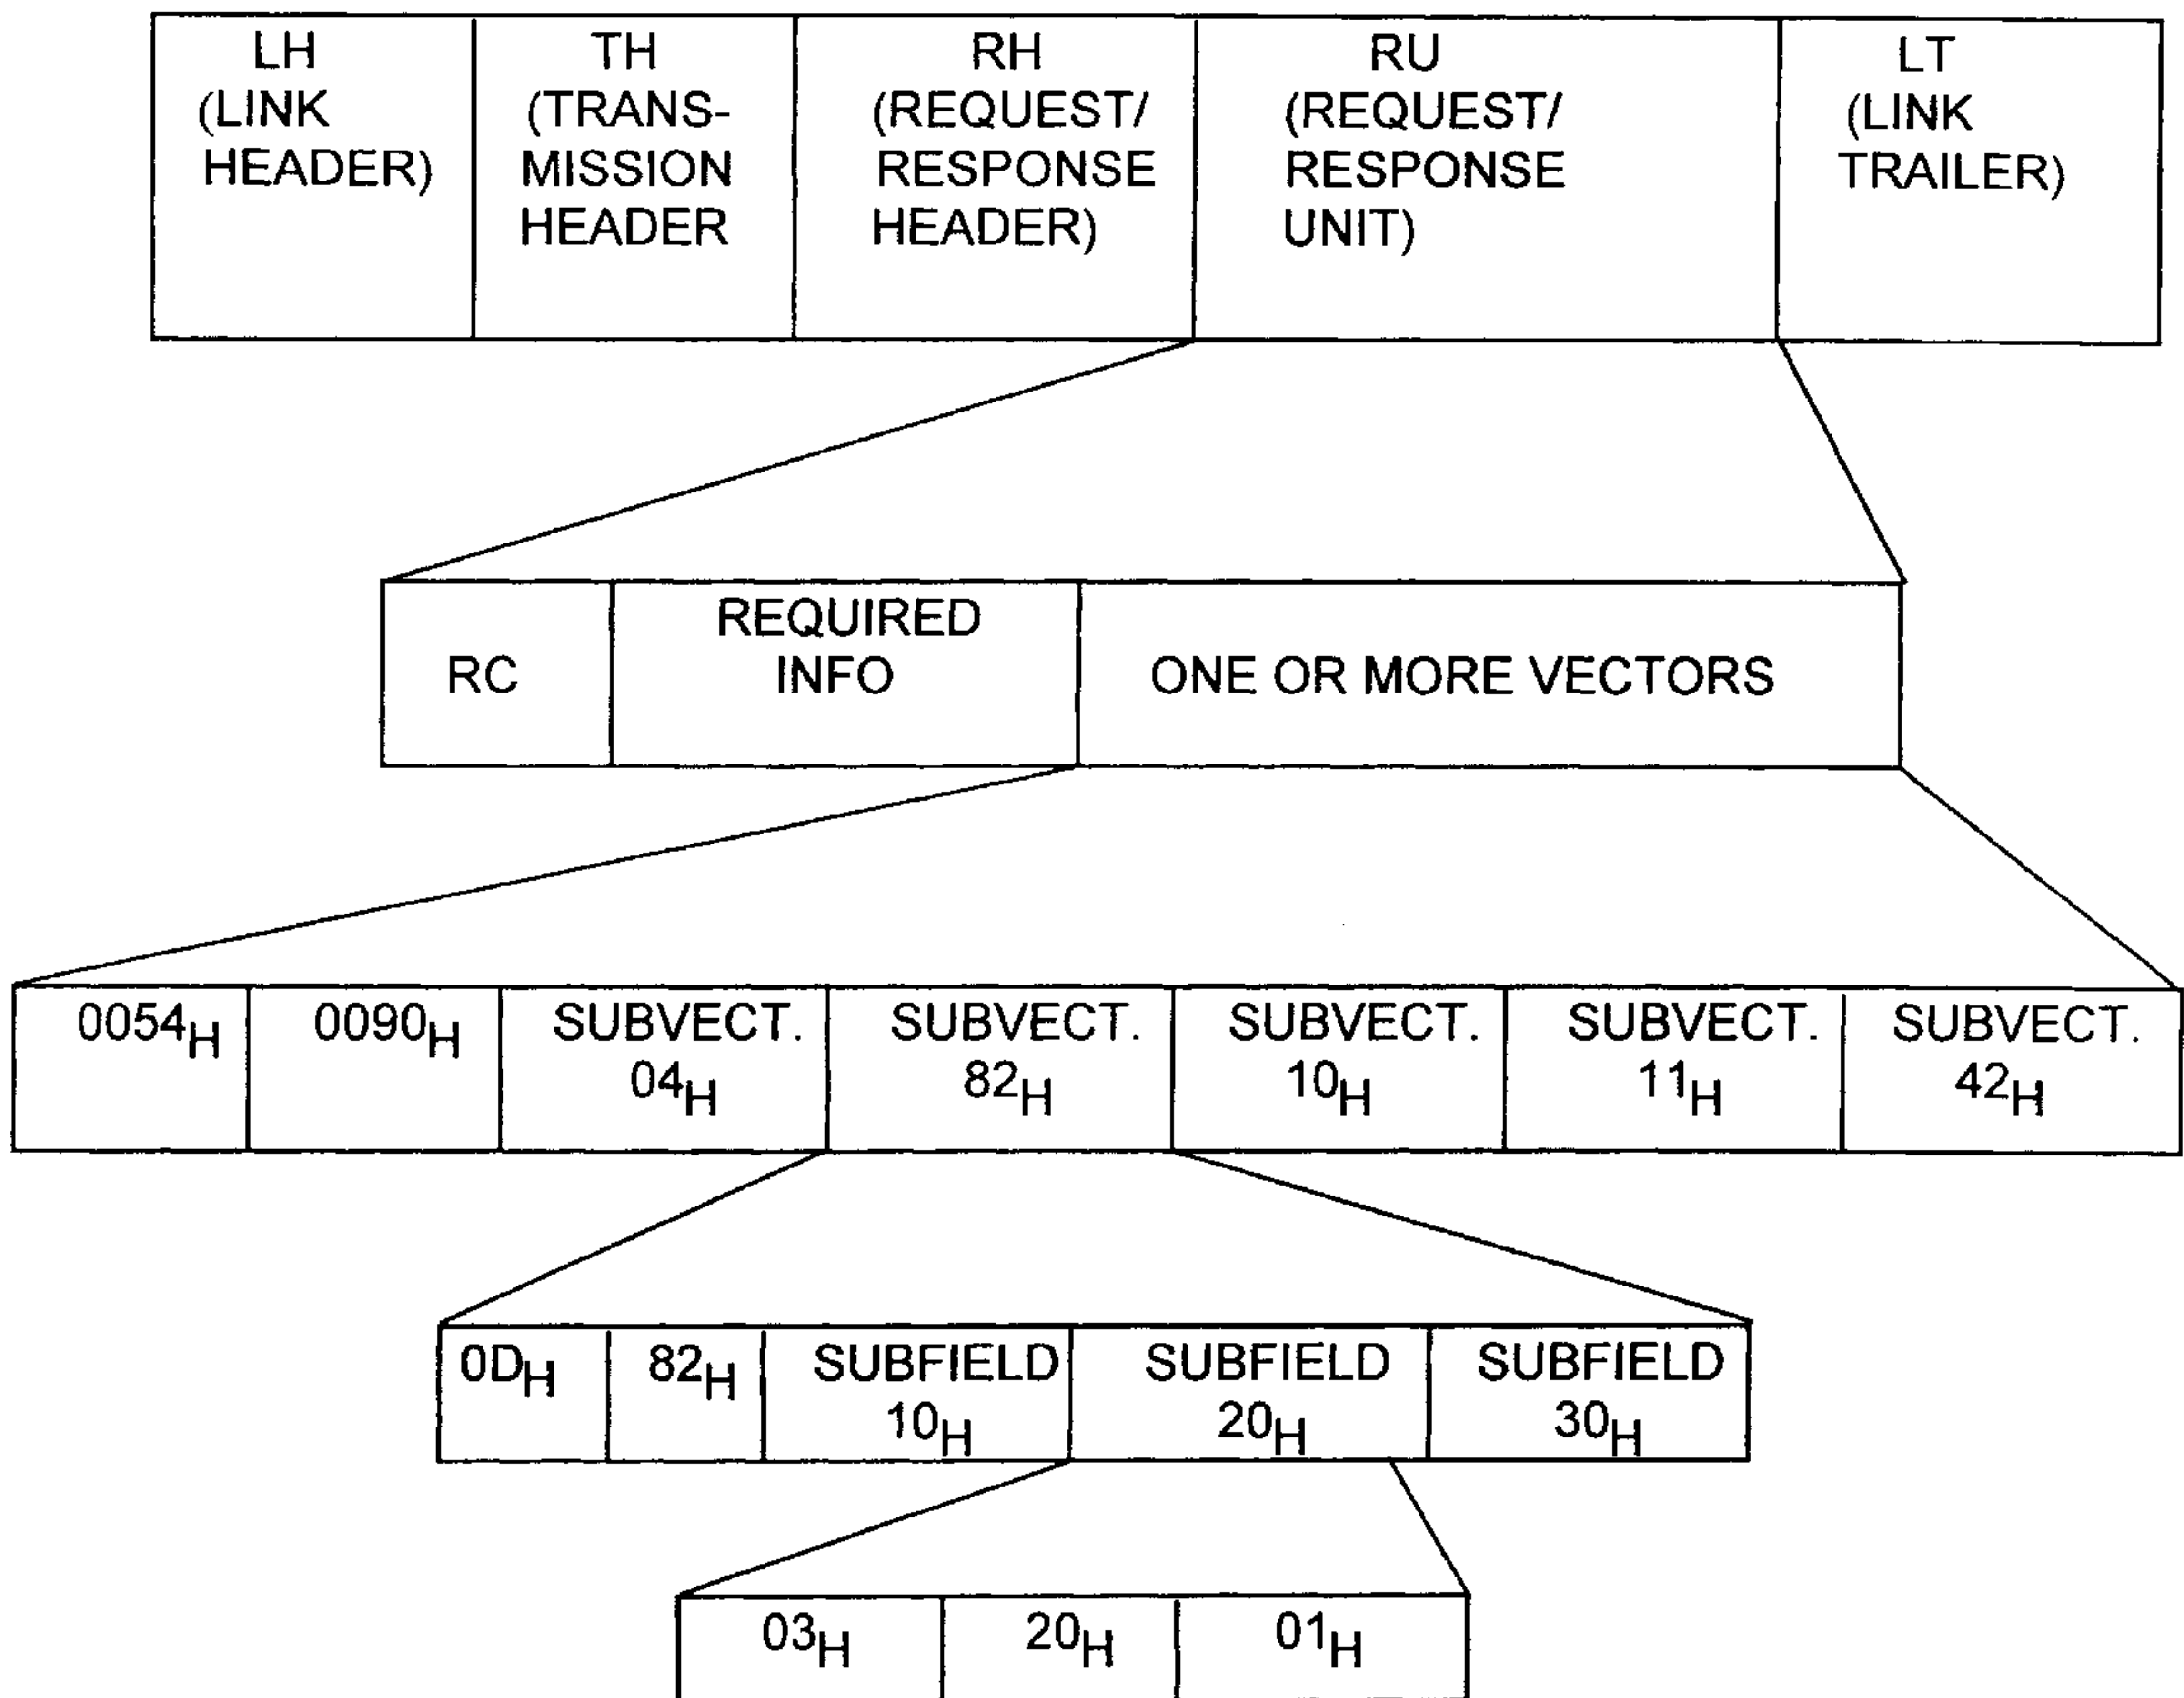 LH
(LINK
HEADER)
TH
(TRANS-
MISSION
HEADER
RH
(REQUEST/
RESPONSE
HEADER)
RU
(REQUEST/
RESPONSE
UNIT)
LT
(LINK
TRAILER)
RC
REQUIRED
INFO
ONE OR MORE VECTORS
0054H
0090H
SUBVECT.
04H
SUBVECT.
82H
SUBVECT.
10H
SUBVECT.
11H
SUBVECT.
42H
0DH
82H
SUBFIELD
10H
SUBFIELD
20H
SUBFIELD
30H
03H
20H
01H